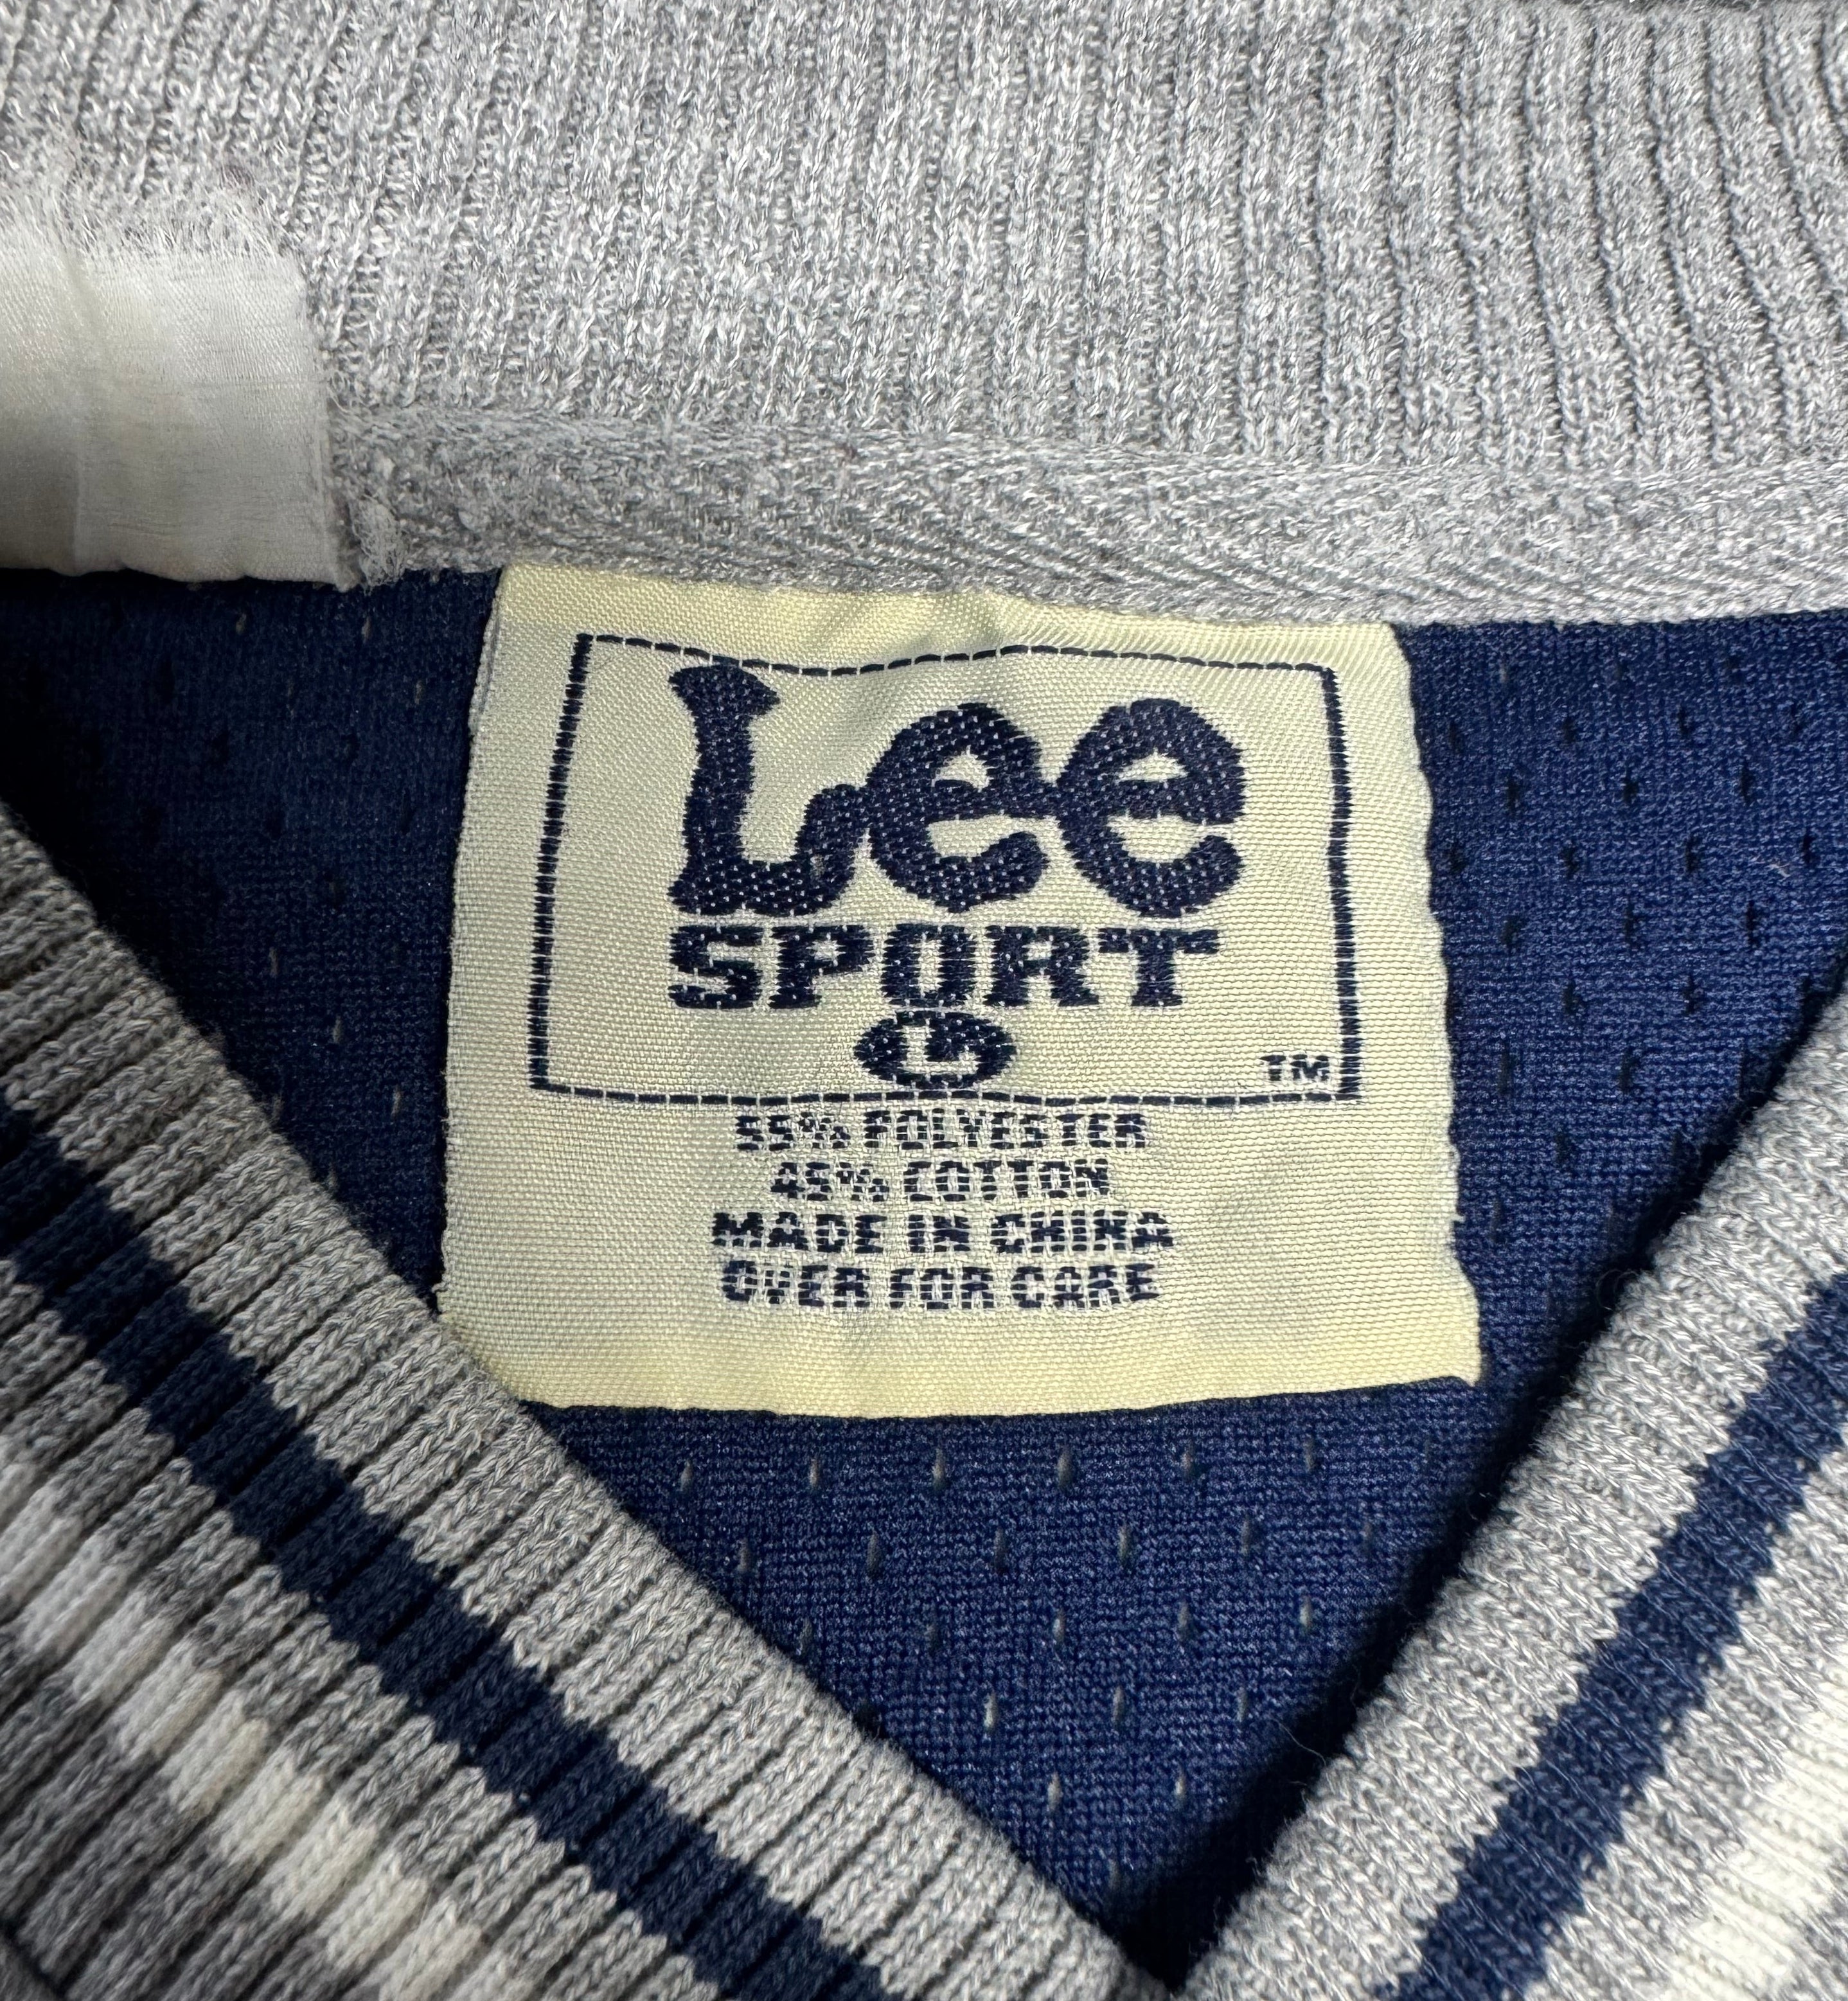 Lee
SPORT
L
TM
55% POLYESTER
45% COTTON
MADE IN CHINA
OVER FOR CARE